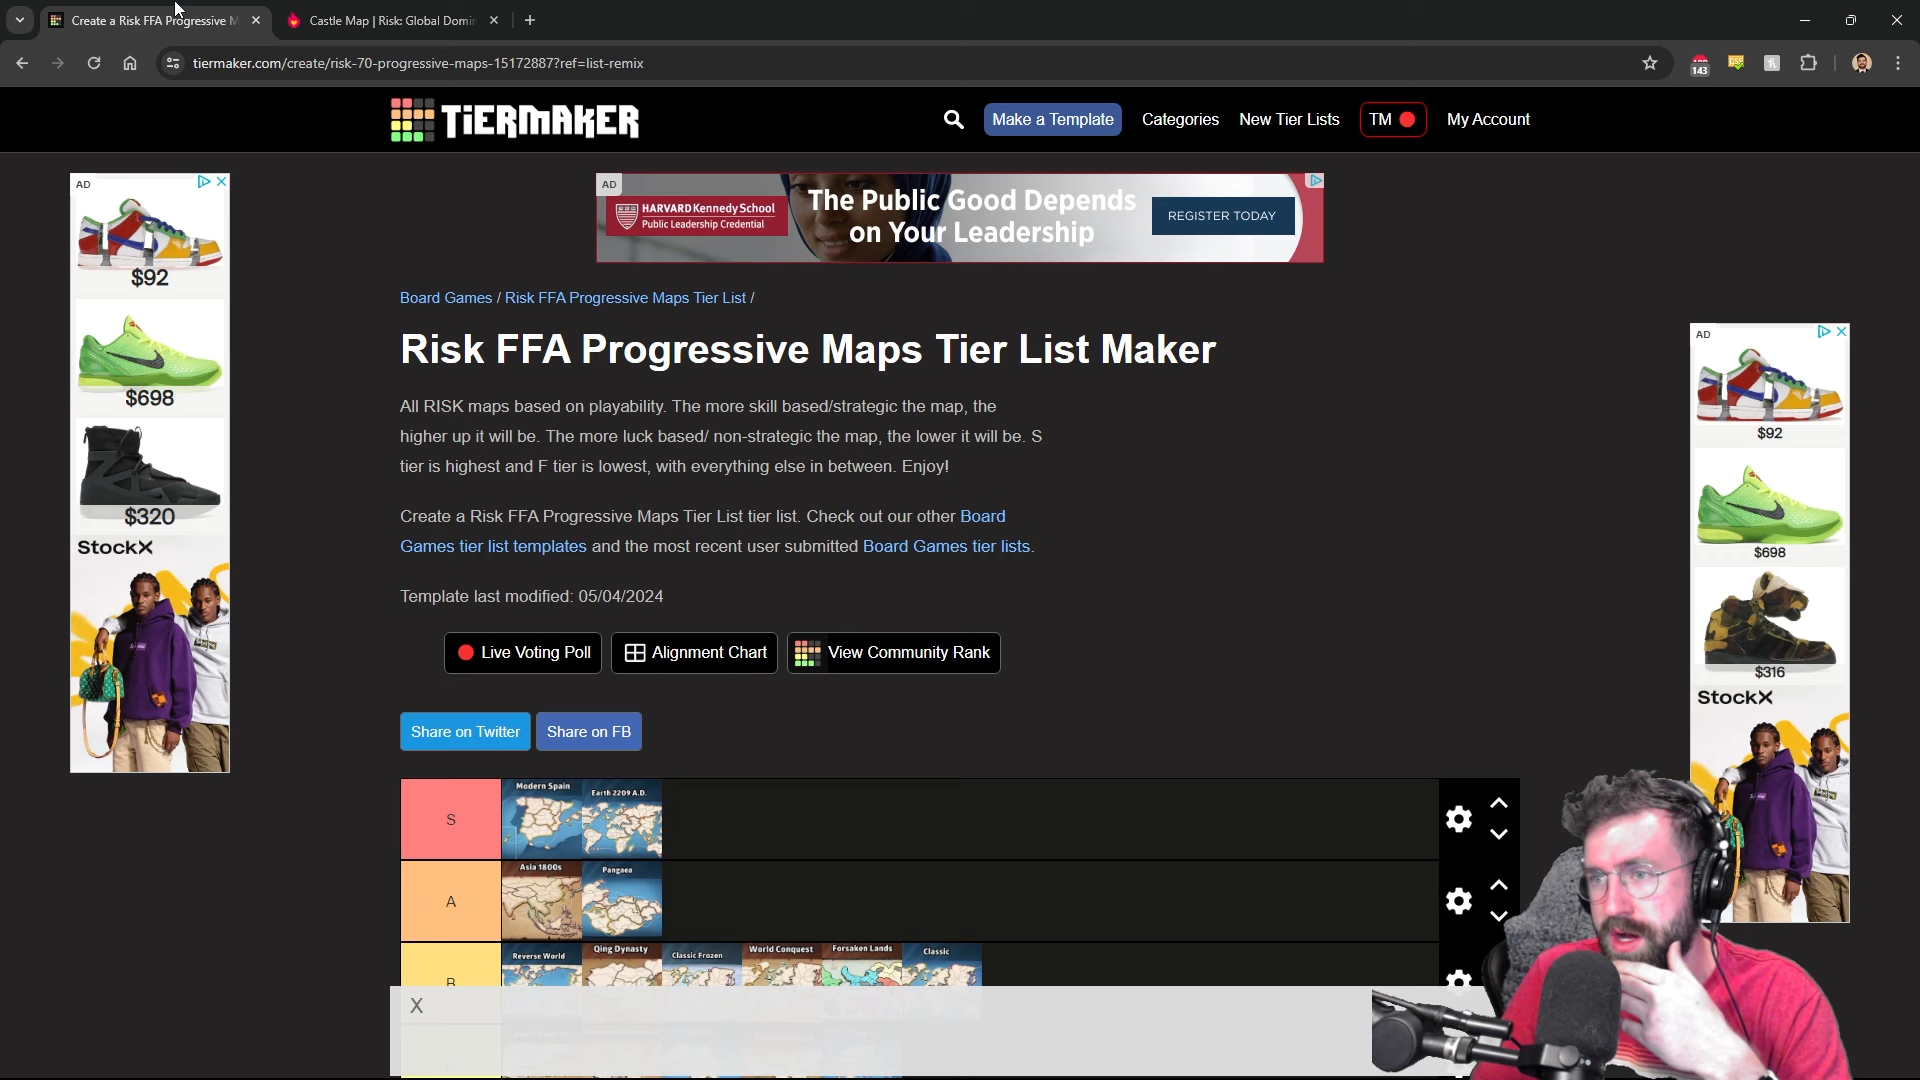 Create a Risk FFA Progressive M
Castle Map | Risk: Global Domin
tiermaker.com/create/risk-70-progressive-maps-15172887?ref=list-remix
143
TIERMAKER
Make a Template
Categories
New Tier Lists
TM
My Account
AD
$92
$698
$320
StockX
AD
HARVARD Kennedy School
Public Leadership Credential
The Public Good Depends
on Your Leadership
REGISTER TODAY
Board Games / Risk FFA Progressive Maps Tier List /
Risk FFA Progressive Maps Tier List Maker
All RISK maps based on playability. The more skill based/strategic the map, the
higher up it will be. The more luck based/ non-strategic the map, the lower it will be. S
tier is highest and F tier is lowest, with everything else in between. Enjoy!
Create a Risk FFA Progressive Maps Tier List tier list. Check out our other Board
Games tier list templates and the most recent user submitted Board Games tier lists.
Template last modified: 05/04/2024
Live Voting Poll
Alignment Chart
View Community Rank
Share on Twitter
Share on FB
AD
$92
$698
$316
StockX
S
Modern Spain
Earth 2209 A.D.
A
Asia 1800s
Pangaea
B
Reverse World
Qing Dynasty
Classic Frozen
World Conquest
Forsaken Lands
Classic
X